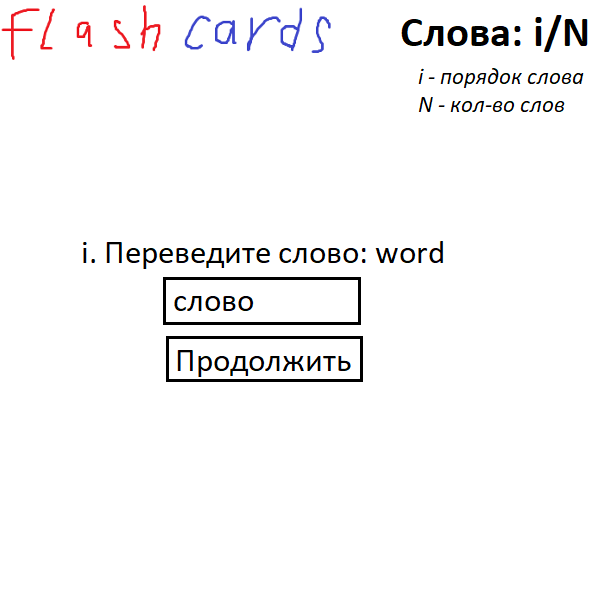 Flash cards
Слова: i/N
i - порядок слова
N - кол-во слов
i. Переведите слово: word
слово
Продолжить